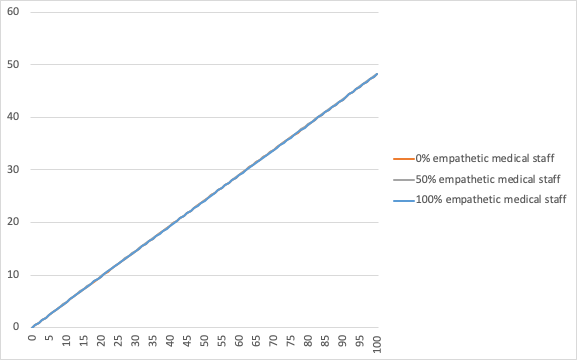 60
50
40
30
20
10
0
0 5 10 15 20 25 30 35 40 45 50 55 60 65 70 75 80 85 90 95 100
0% empathetic medical staff
50% empathetic medical staff
100% empathetic medical staff